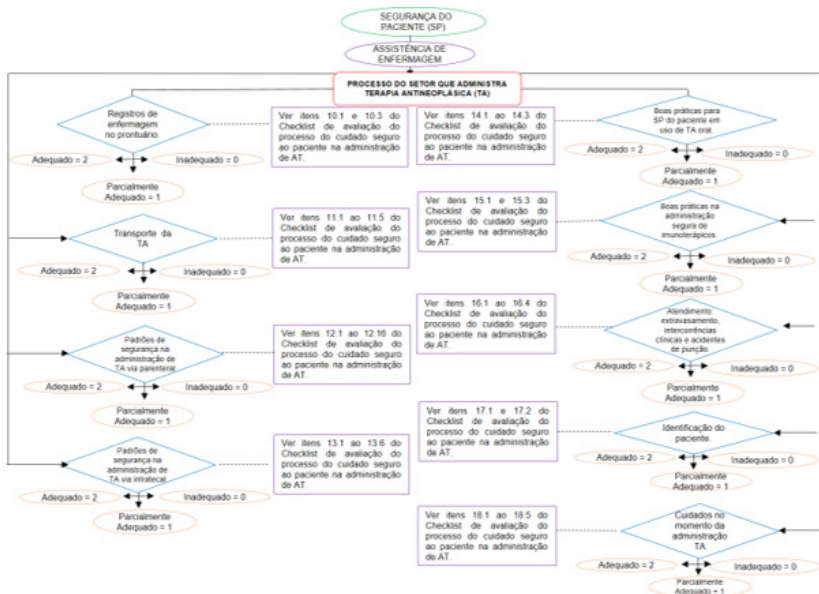 SEGURANÇA DO
PACIENTE (SP)
ASSISTÊNCIA DE
ENFERMAGEM
PROCESSO DO SETOR QUE ADMINISTRA
TERAPIA ANTINEOPLÁSICA (TA)
Registros de
enfermagem
no prontuário.
Adequado = 2
Inadequado = 0
Parcialmente
Adequado = 1
Ver itens 10.1 e 10.3 do
Checklist de avaliação do
processo do cuidado seguro
ao paciente na administração
de AT.
Transporte da
TA
Adequado = 2
Inadequado = 0
Parcialmente
Adequado = 1
Ver itens 11.1 ao 11.5 do
Checklist de avaliação do
processo do cuidado seguro
ao paciente na administração
de AT.
Padrões de
segurança na
administração de
TA via parenteral.
Adequado = 2
Inadequado = 0
Parcialmente
Adequado = 1
Ver itens 12.1 ao 12.16 do
Checklist de avaliação do
processo do cuidado seguro
ao paciente na administração
de AT.
Padrões de
segurança na
administração de
TA via intratecal.
Adequado = 2
Inadequado = 0
Parcialmente
Adequado = 1
Ver itens 13.1 ao 13.6 do
Checklist de avaliação do
processo do cuidado seguro
ao paciente na administração
de AT.
Ver itens 14.1 ao 14.3 do
Checklist de avaliação do
processo do cuidado seguro
ao paciente na administração
de AT.
Boas práticas para
SP do paciente em
uso de TA oral.
Adequado = 2
Inadequado = 0
Parcialmente
Adequado = 1
Ver itens 15.1 e 15.3 do
Checklist de avaliação do
processo do cuidado seguro
ao paciente na administração
de AT.
Boas práticas na
administração
segura de
imunoterápicos.
Adequado = 2
Inadequado = 0
Parcialmente
Adequado = 1
Ver itens 16.1 ao 16.4 do
Checklist de avaliação do
processo do cuidado seguro
ao paciente na administração
de AT.
Atendimento
extravasamento,
intercorrências
clínicas e acidentes
de punção.
Adequado = 2
Inadequado = 0
Parcialmente
Adequado = 1
Ver itens 17.1 e 17.2 do
Checklist de avaliação do
processo do cuidado seguro
ao paciente na administração
de AT.
Identificação do
paciente.
Adequado = 2
Inadequado = 0
Parcialmente
Adequado = 1
Ver itens 18.1 ao 18.5 do
Checklist de avaliação do
processo do cuidado seguro
ao paciente na administração
de AT.
Cuidados no
momento da
administração
TA
Adequado = 2
Inadequado = 0
Parcialmente
Adequado = 1